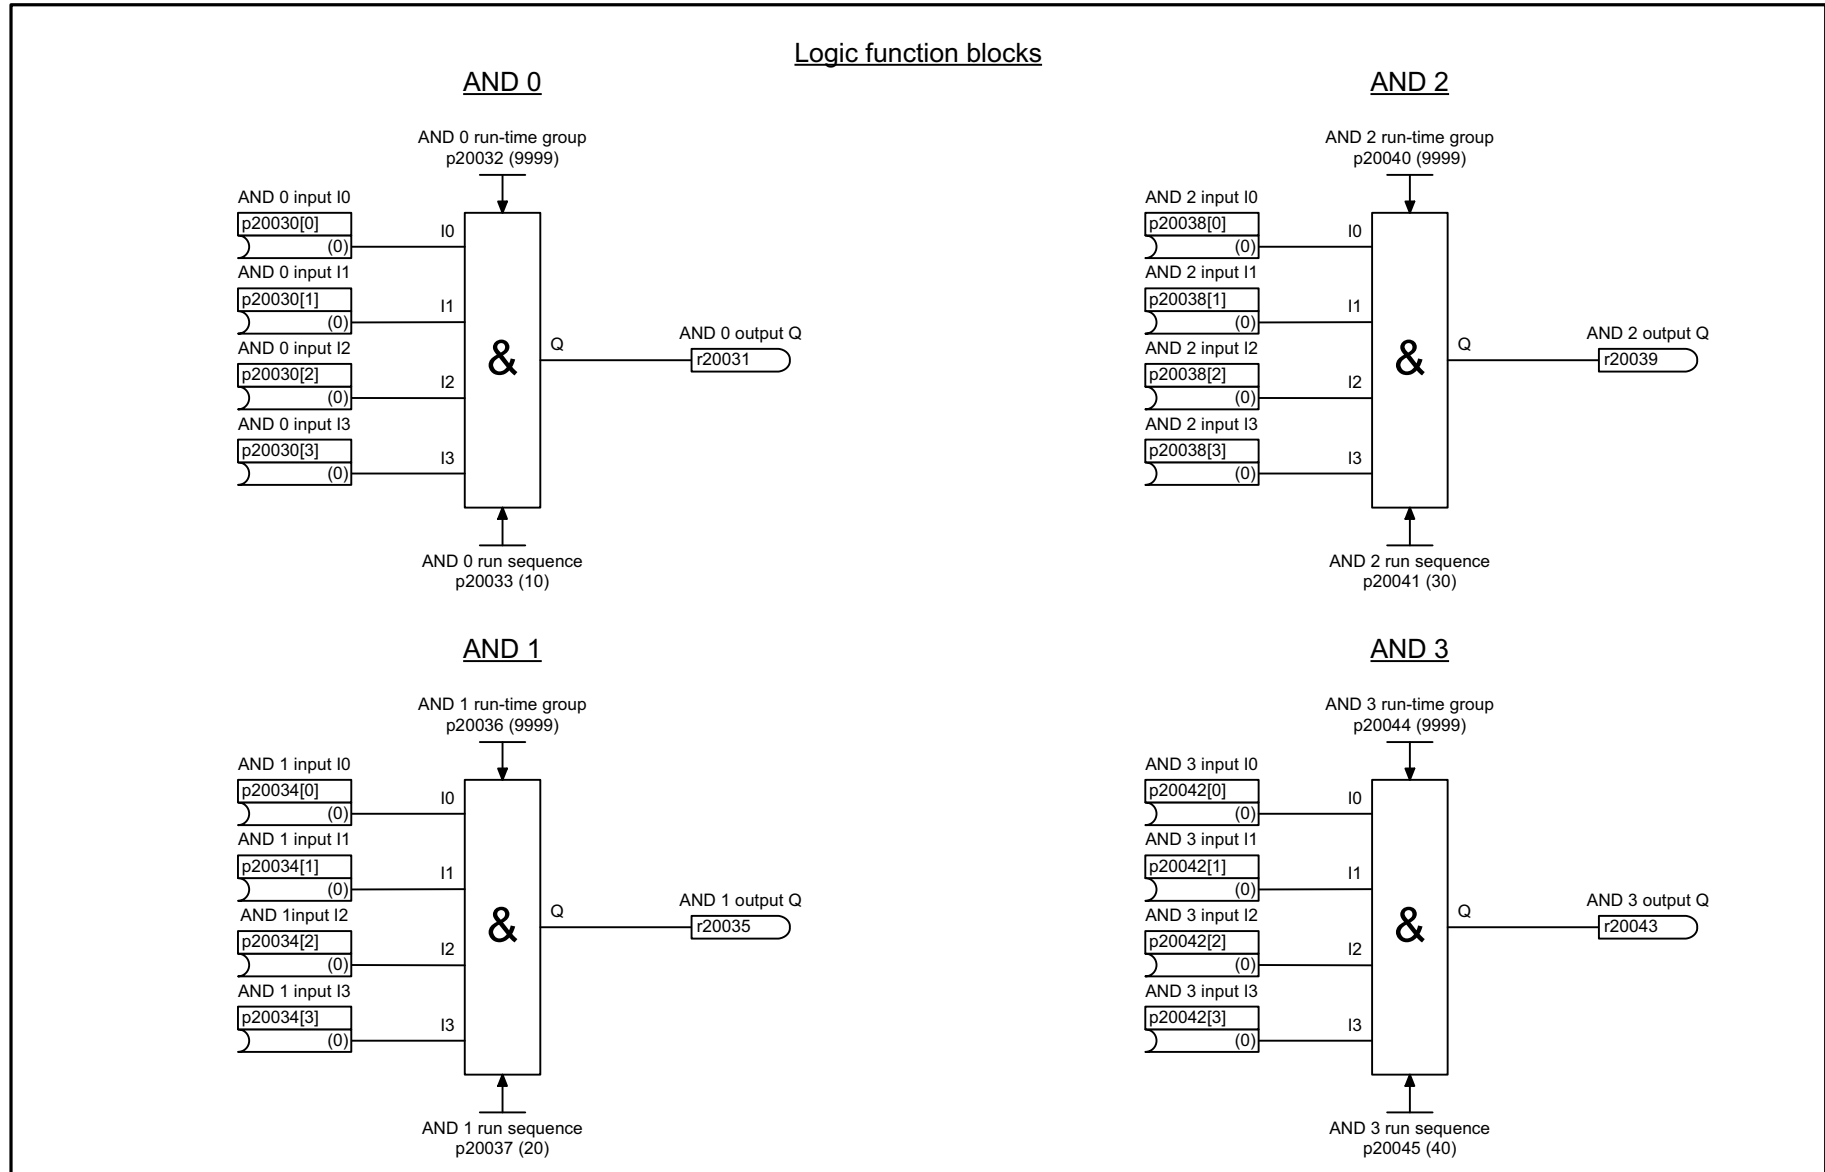 Logic function blocks
AND 0
AND 0 run-time group
p20032 (9999)
AND 0 input I0
p20030[0]
(0)
I0
AND 0 input I1
p20030[1]
(0)
I1
AND 0 input I2
p20030[2]
(0)
I2
AND 0 input I3
p20030[3]
(0)
I3
&
Q
AND 0 output Q
r20031
AND 0 run sequence
p20033 (10)
AND 2
AND 2 run-time group
p20040 (9999)
AND 2 input I0
p20038[0]
(0)
I0
AND 2 input I1
p20038[1]
(0)
I1
AND 2 input I2
p20038[2]
(0)
I2
AND 2 input I3
p20038[3]
(0)
I3
&
Q
AND 2 output Q
r20039
AND 2 run sequence
p20041 (30)
AND 1
AND 1 run-time group
p20036 (9999)
AND 1 input I0
p20034[0]
(0)
I0
AND 1 input I1
p20034[1]
(0)
I1
AND 1input I2
p20034[2]
(0)
I2
AND 1 input I3
p20034[3]
(0)
I3
&
Q
AND 1 output Q
r20035
AND 1 run sequence
p20037 (20)
AND 3
AND 3 run-time group
p20044 (9999)
AND 3 input I0
p20042[0]
(0)
I0
AND 3 input I1
p20042[1]
(0)
I1
AND 3 input I2
p20042[2]
(0)
I2
AND 3 input I3
p20042[3]
(0)
I3
&
Q
AND 3 output Q
r20043
AND 3 run sequence
p20045 (40)